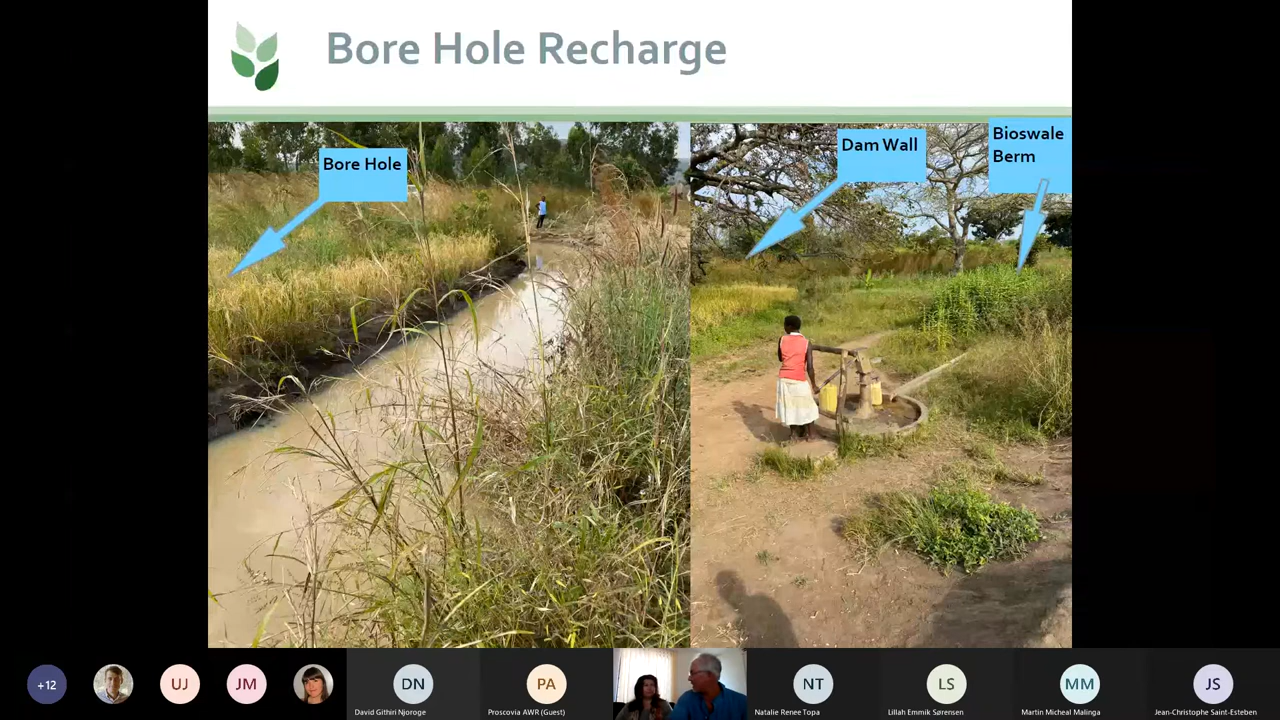 Bore Hole Recharge
Bore Hole
Dam Wall
Bioswale
Berm
+12
UJ
JM
DN
David Githiri Njoroge
PA
Proscovia AWR (Guest)
NT
Natalie Renee Topa
LS
Lillah Emmik Sørensen
MM
Martin Micheal Malinga
JS
Jean-Christophe Saint-Esteben